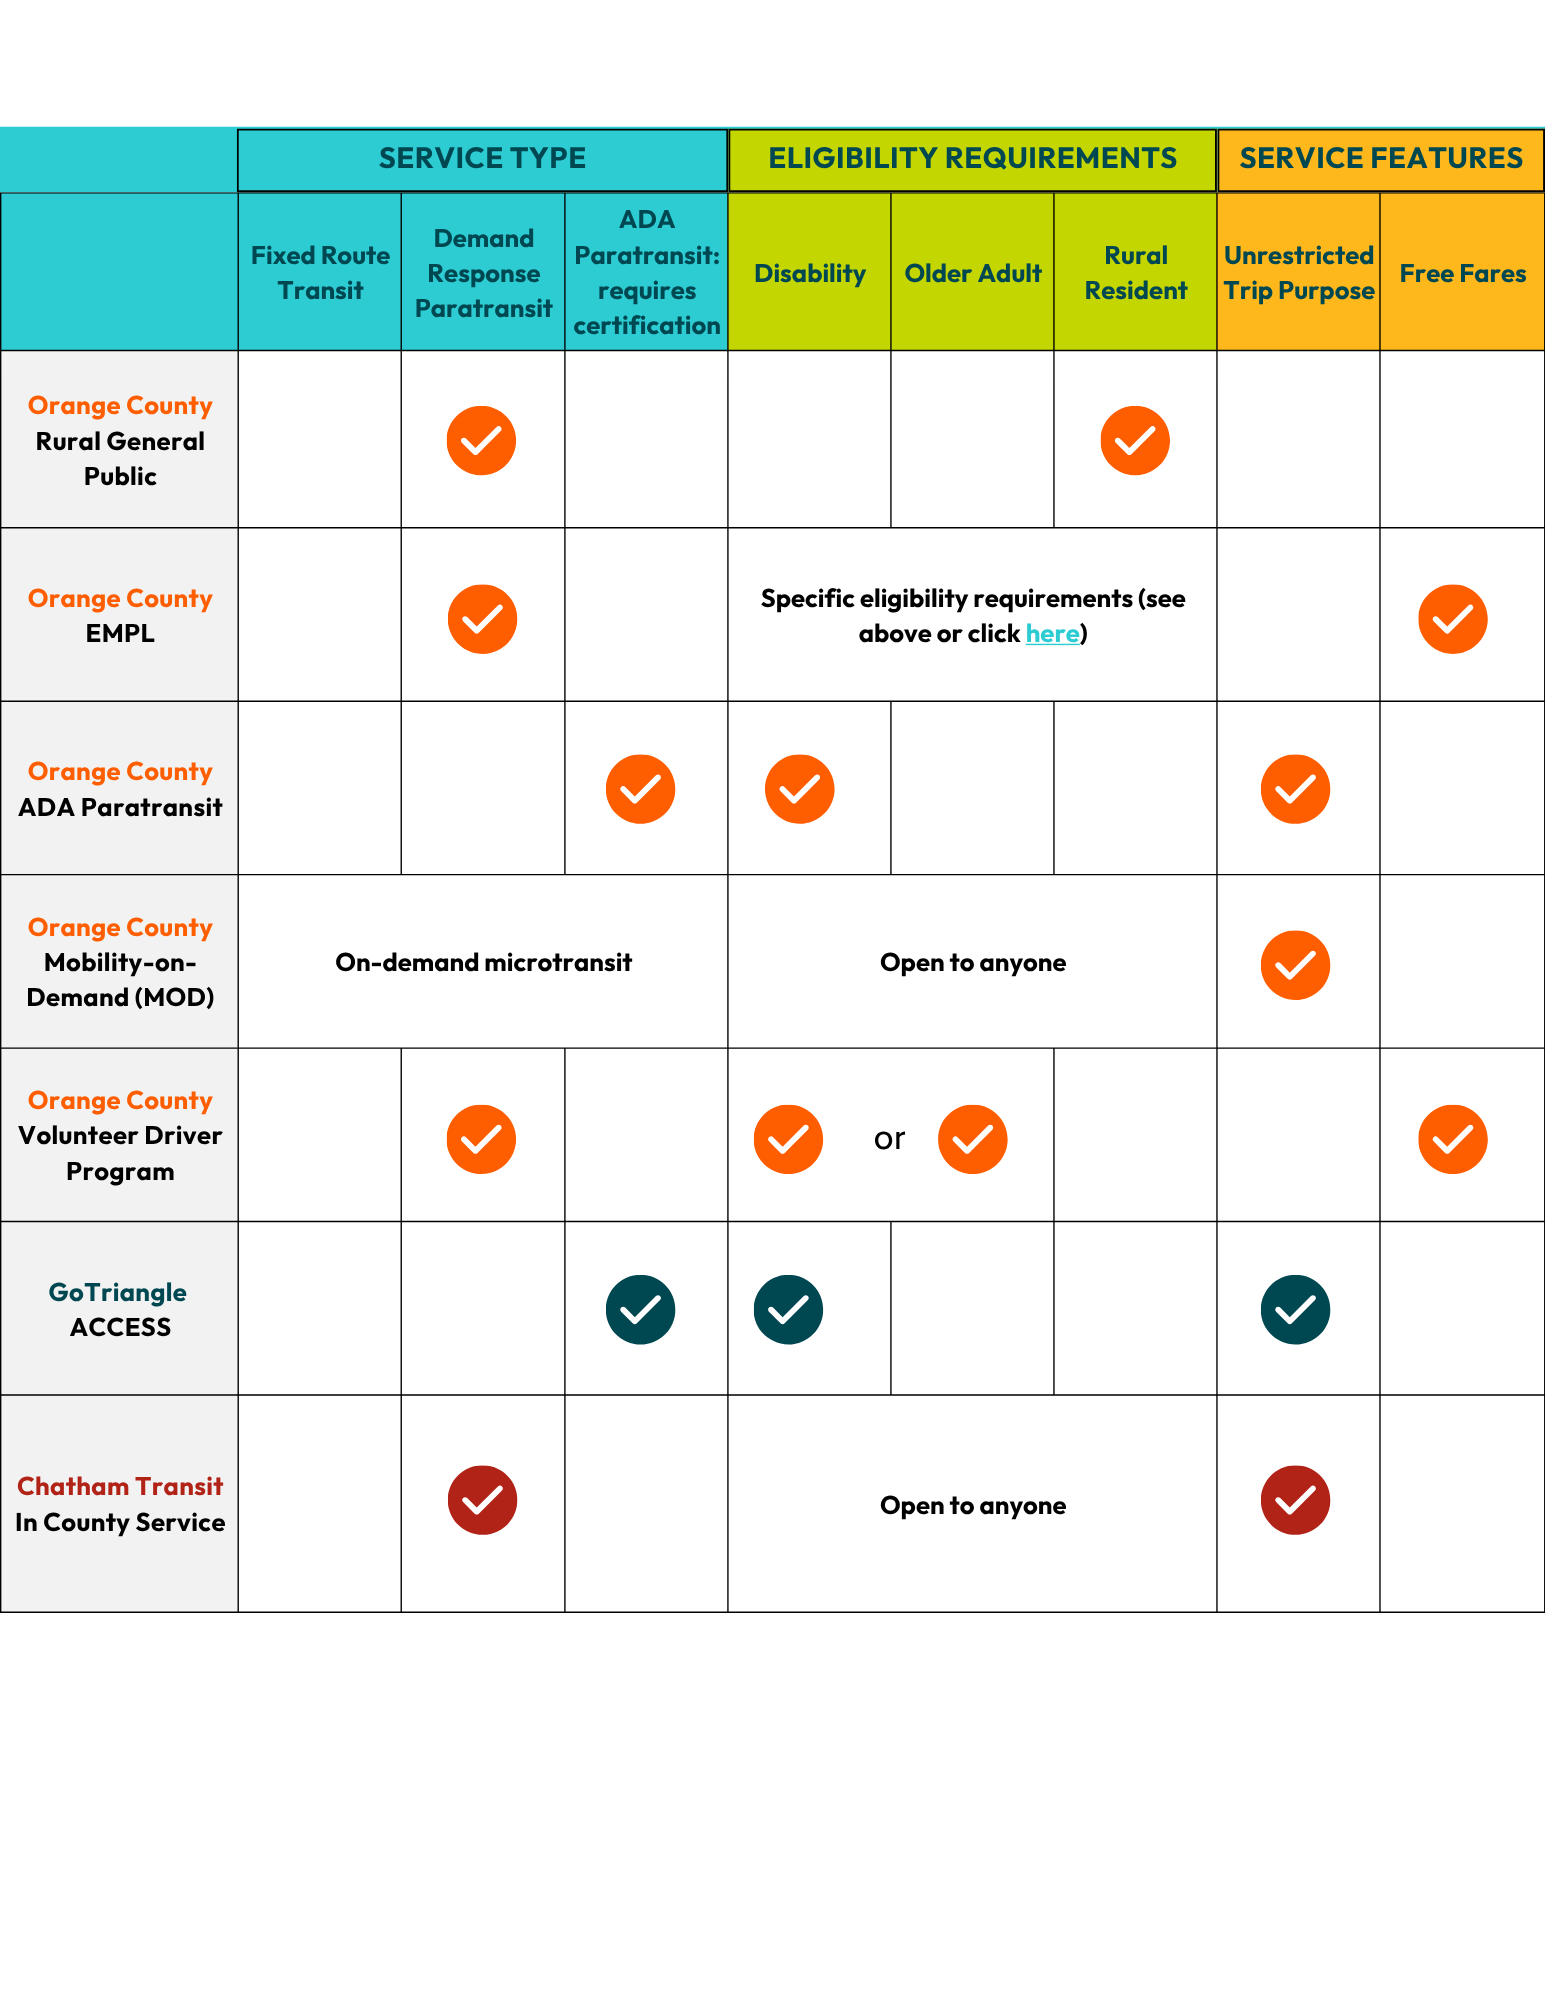 SERVICE TYPE
ELIGIBILITY REQUIREMENTS
SERVICE FEATURES
Fixed Route
Transit
Demand
Response
Paratransit
ADA
Paratransit:
requires
certification
Disability
Older Adult
Rural
Resident
Unrestricted
Trip Purpose
Free Fares
Orange County
Rural General
Public
Orange County
EMPL
Specific eligibility requirements (see
above or click here)
Orange County
ADA Paratransit
Orange County
Mobility-on-
Demand (MOD)
On-demand microtransit
Open to anyone
Orange County
Volunteer Driver
Program
or
GoTriangle
ACCESS
Chatham Transit
In County Service
Open to anyone